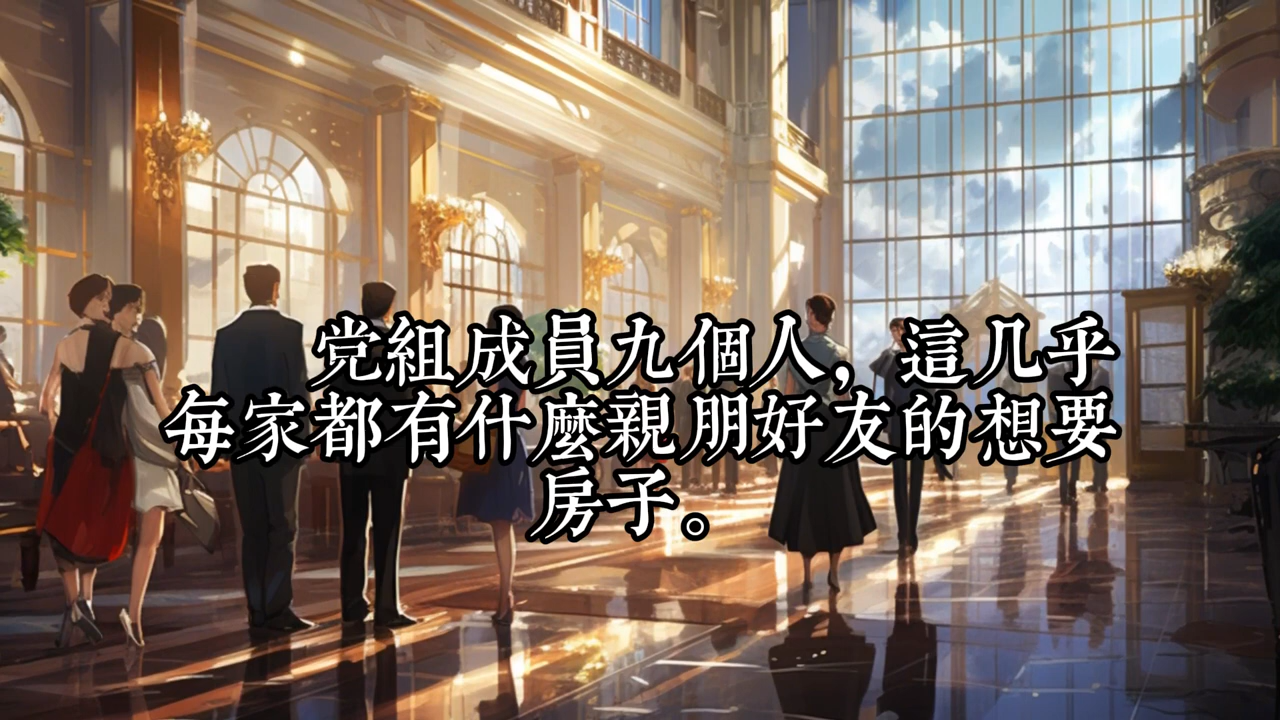 党組成員九個人，這几乎
每家都有什麼親朋好友的想要
房子。